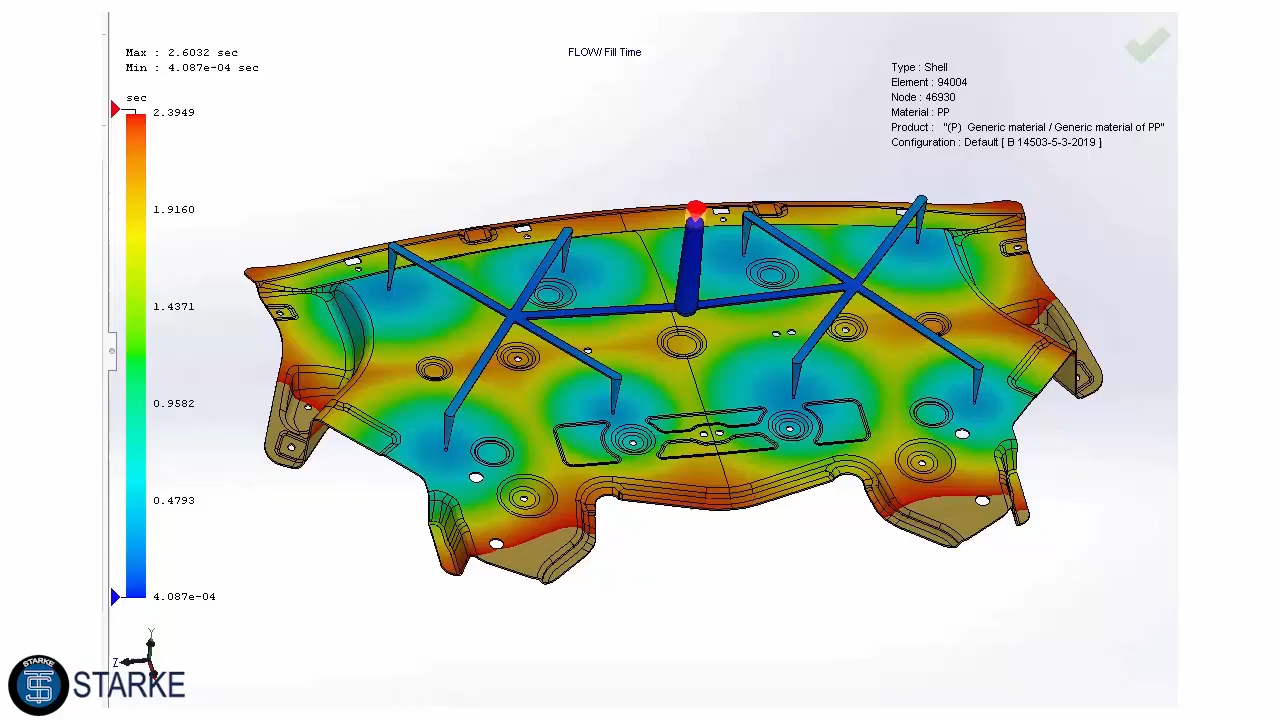 Max : 2.6032 sec
Min : 4.087e-04 sec
FLOW/ Fill Time
Type : Shell
Element : 94004
Node : 46930
Material : PP
Product : "(P) Generic material / Generic material of PP"
Configuration : Default [ B 14503-5-3-2019 ]
sec
2.3949
1.9160
1.4371
0.9582
0.4793
4.087e-04
Y
Z
STARKE
STARKE